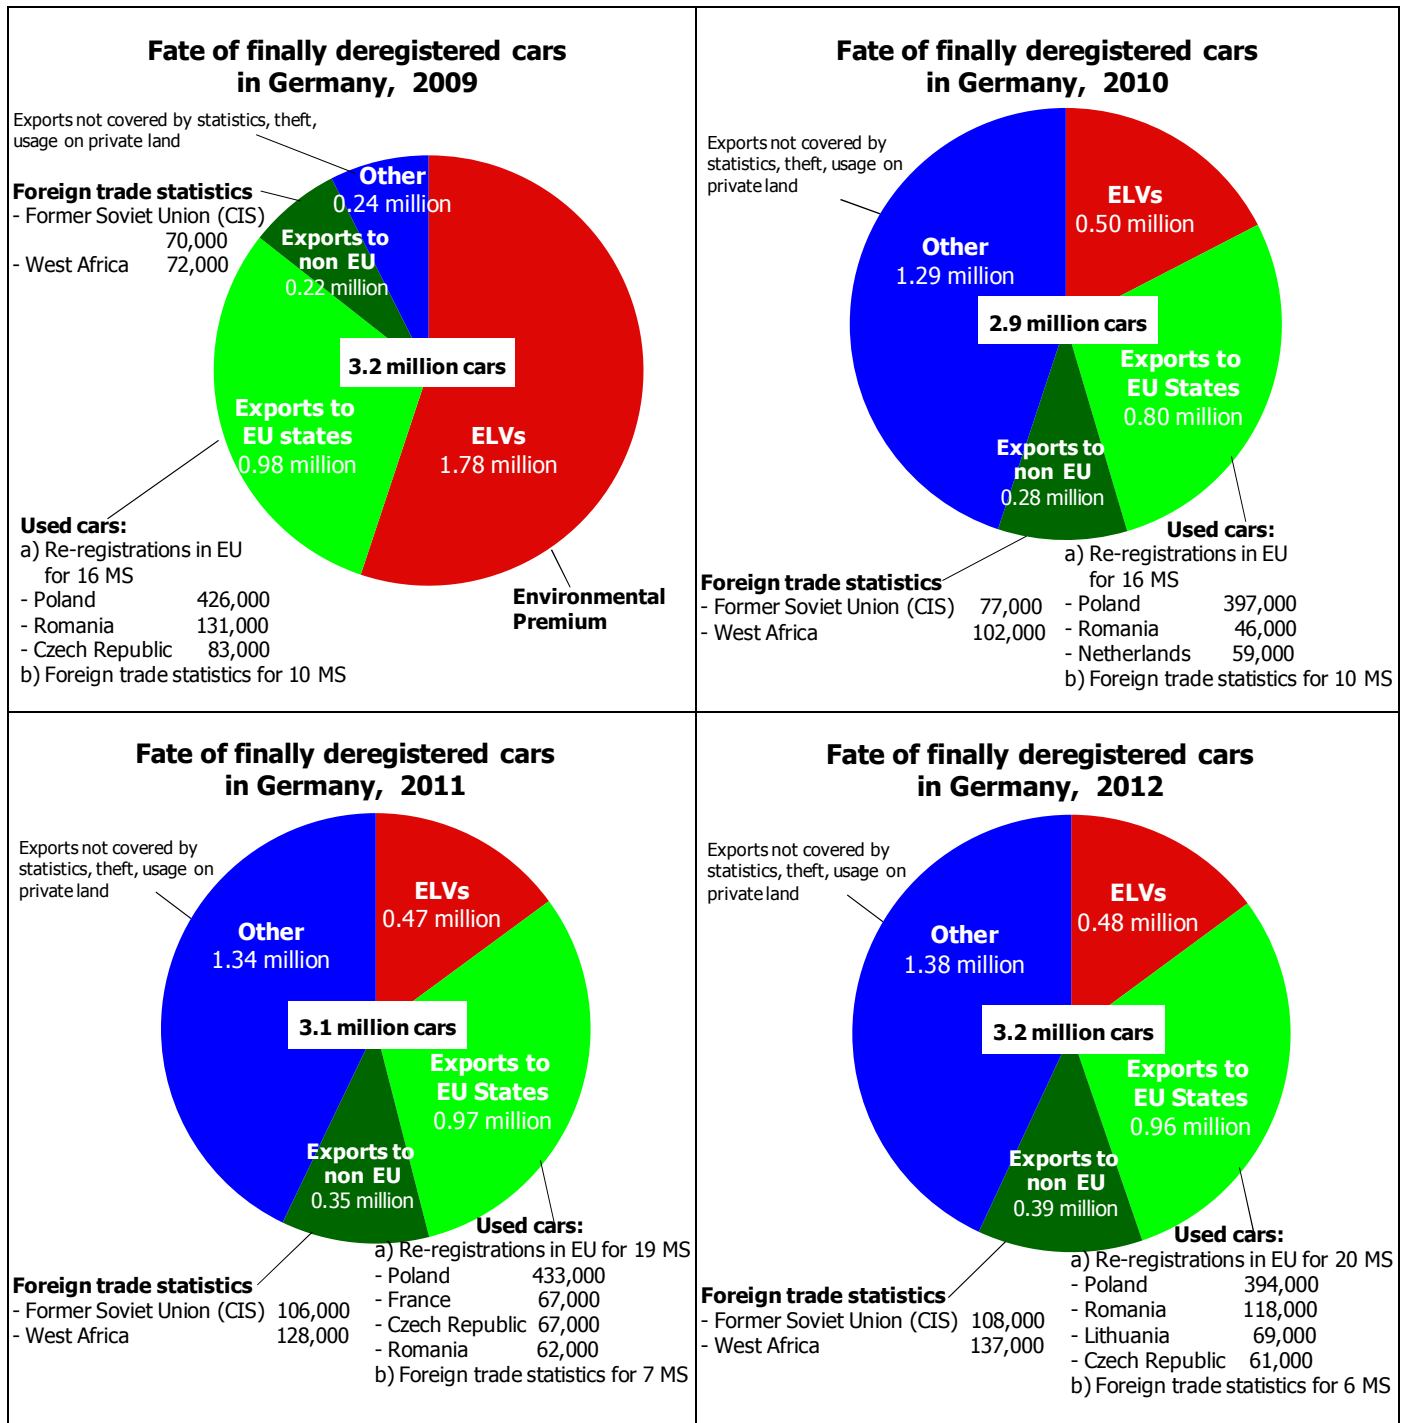 Fate of finally deregistered cars
in Germany, 2009
Exports not covered by statistics, theft,
usage on private land
Foreign trade statistics
- Former Soviet Union (CIS)
70,000
- West Africa 72,000
Other
0.24 million
Exports to
non EU
0.22 million
3.2 million cars
Exports to
EU states
0.98 million
ELVs
1.78 million
Used cars:
a) Re-registrations in EU
for 16 MS
- Poland 426,000
- Romania 131,000
- Czech Republic 83,000
b) Foreign trade statistics for 10 MS
Environmental
Premium
Fate of finally deregistered cars
in Germany, 2010
Exports not covered by
statistics, theft, usage on
private land
ELVs
0.50 million
Other
1.29 million
2.9 million cars
Exports to
EU States
0.80 million
Exports to
non EU
0.28 million
Foreign trade statistics
- Former Soviet Union (CIS) 77,000
- West Africa 102,000
Used cars:
a) Re-registrations in EU
for 16 MS
- Poland 397,000
- Romania 46,000
- Netherlands 59,000
b) Foreign trade statistics for 10 MS
Fate of finally deregistered cars
in Germany, 2011
Exports not covered by
statistics, theft, usage on
private land
ELVs
0.47 million
Other
1.34 million
3.1 million cars
Exports to
EU States
0.97 million
Exports to
non EU
0.35 million
Foreign trade statistics
- Former Soviet Union (CIS) 106,000
- West Africa 128,000
Used cars:
a) Re-registrations in EU for 19 MS
- Poland 433,000
- France 67,000
- Czech Republic 67,000
- Romania 62,000
b) Foreign trade statistics for 7 MS
Fate of finally deregistered cars
in Germany, 2012
Exports not covered by
statistics, theft, usage on
private land
ELVs
0.48 million
Other
1.38 million
3.2 million cars
Exports to
EU States
0.96 million
Exports to
non EU
0.39 million
Foreign trade statistics
- Former Soviet Union (CIS) 108,000
- West Africa 137,000
Used cars:
a) Re-registrations in EU for 20 MS
- Poland 394,000
- Romania 118,000
- Lithuania 69,000
- Czech Republic 61,000
b) Foreign trade statistics for 6 MS